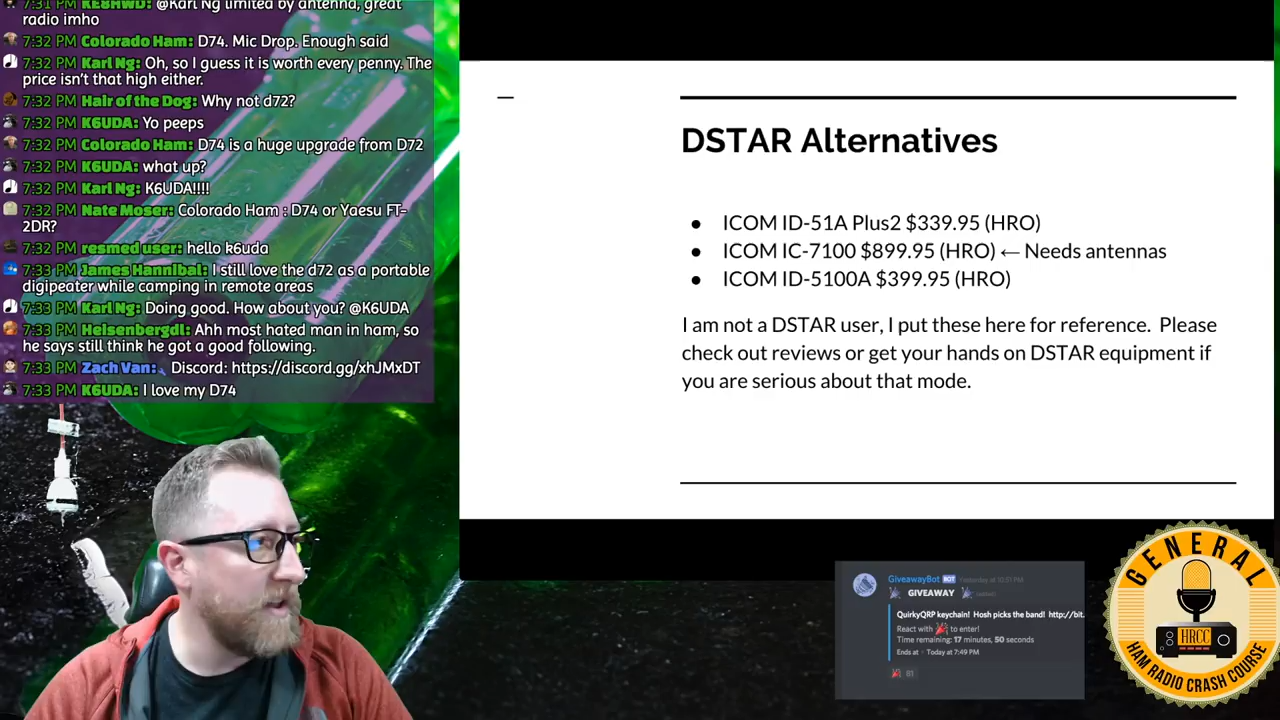 7:31 PM KE8HWD: @Karl Ng limited by antenna, great
radio imho
7:32 PM Colorado Ham: D74. Mic Drop. Enough said
7:32 PM Karl Ng: Oh, so I guess it is worth every penny. The
price isn't that high either.
7:32 PM Hair of the Dog: Why not d72?
7:32 PM K6UDA: Yo peeps
7:32 PM Colorado Ham: D74 is a huge upgrade from D72
7:32 PM K6UDA: what up?
7:32 PM Karl Ng: K6UDA!!!!
7:32 PM Nate Moser: Colorado Ham : D74 or Yaesu FT-
2DR?
7:32 PM resmed user: hello k6uda
7:33 PM James Hannibal: I still love the d72 as a portable
digipeater while camping in remote areas
7:33 PM Karl Ng: Doing good. How about you? @K6UDA
7:33 PM Heisenbergdl: Ahh most hated man in ham, so
he says still think he got a good following.
7:33 PM Zach Van: Discord: https://discord.gg/xhJMxDT
7:33 PM K6UDA: I love my D74
DSTAR Alternatives
● ICOM ID-51A Plus2 $339.95 (HRO)
● ICOM IC-7100 $899.95 (HRO) ← Needs antennas
● ICOM ID-5100A $399.95 (HRO)
I am not a DSTAR user, I put these here for reference. Please
check out reviews or get your hands on DSTAR equipment if
you are serious about that mode.
GiveawayBot BOT Yesterday at 10:51 PM
GIVEAWAY
QuirkyQRP keychain! Hosh picks the band! http://bit.
React with to enter!
Time remaining: 17 minutes, 50 seconds
Ends at • Today at 7:49 PM
81
GENERAL
HRCC
HAM RADIO CRASH COURSE